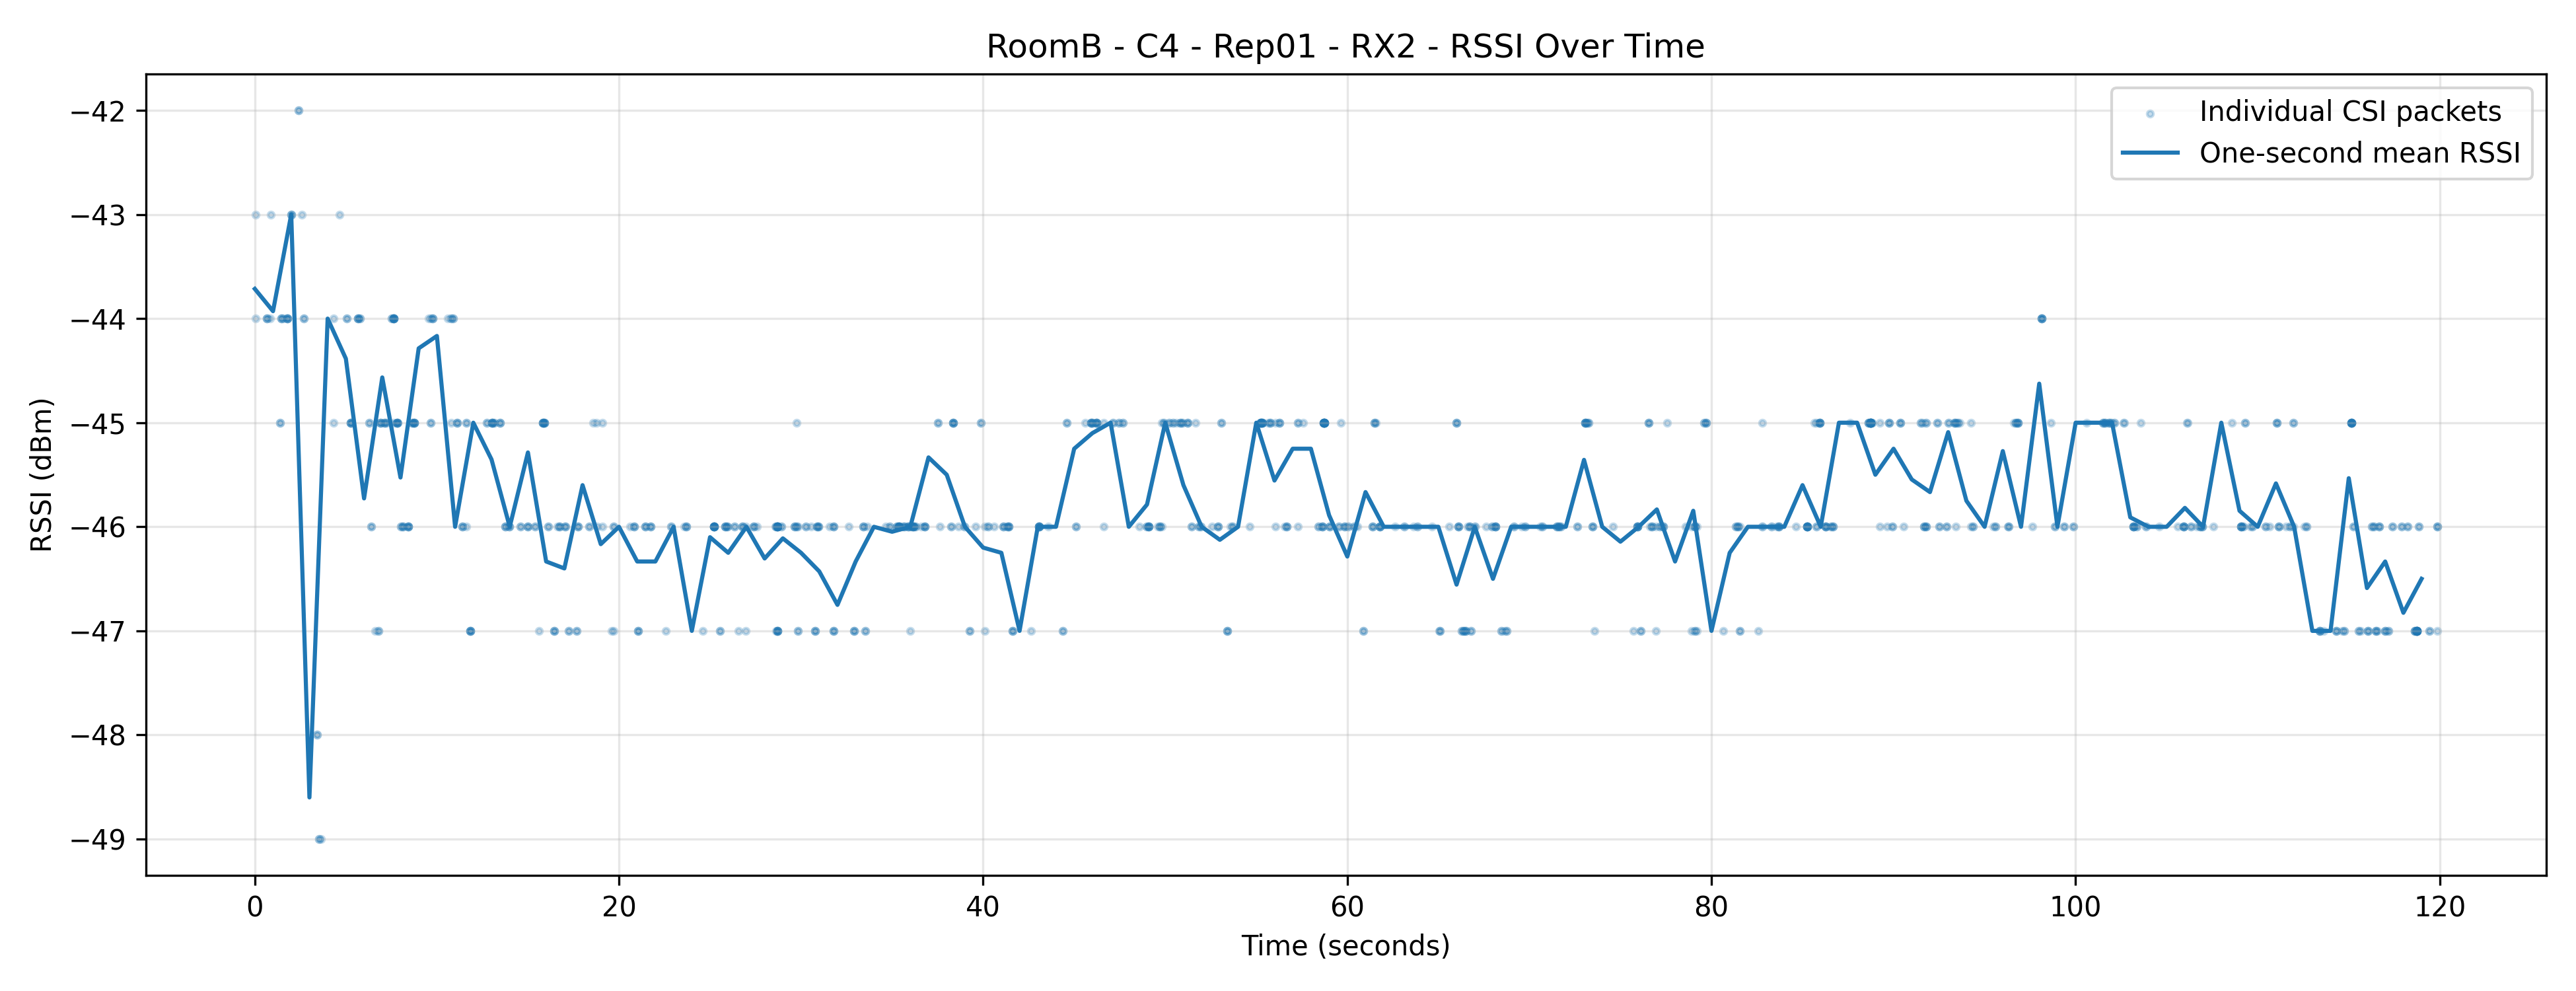 RoomB - C4 - Rep01 - RX2 - RSSI Over Time
Individual CSI packets
One-second mean RSSI
RSSI (dBm)
−42
−43
−44
−45
−46
−47
−48
−49
0 20 40 60 80 100 120
Time (seconds)